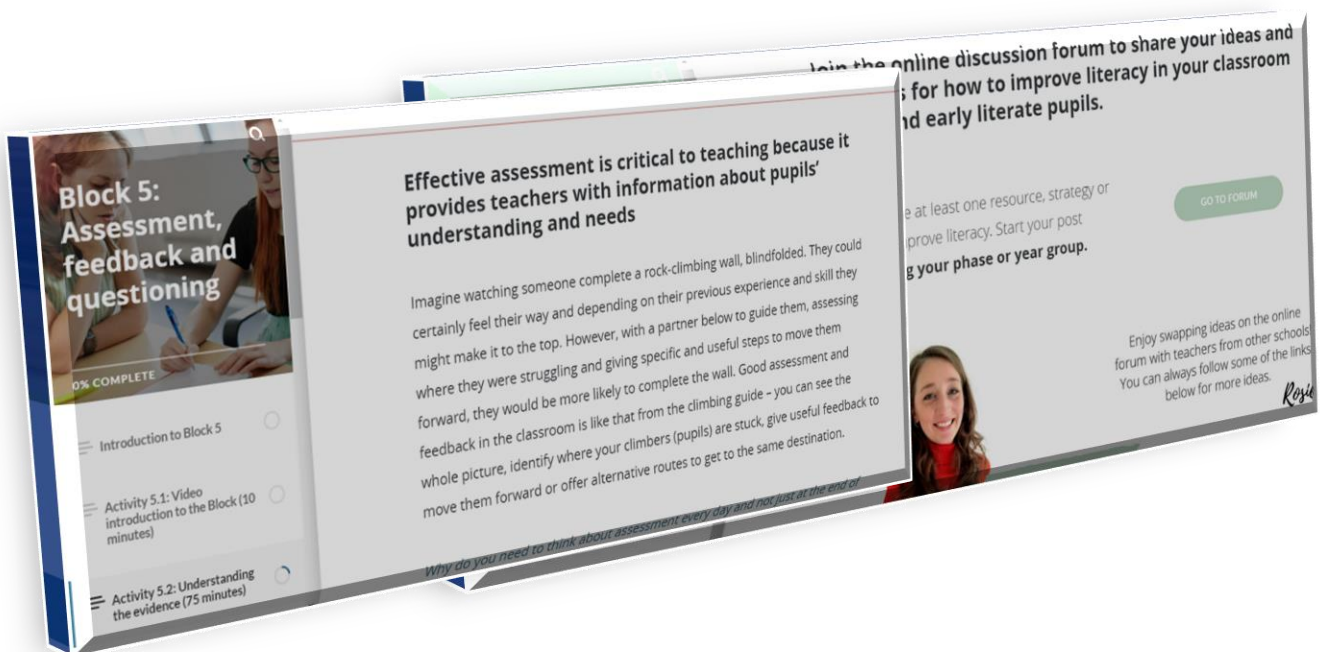 Block 5:
Assessment,
feedback and
questioning
0% COMPLETE
Introduction to Block 5
Activity 5.1: Video
introduction to the Block (10
minutes)
Activity 5.2: Understanding
the evidence (75 minutes)
Effective assessment is critical to teaching because it
provides teachers with information about pupils’
understanding and needs
Imagine watching someone complete a rock-climbing wall, blindfolded. They could
certainly feel their way and depending on their previous experience and skill they
might make it to the top. However, with a partner below to guide them, assessing
where they were struggling and giving specific and useful steps to move them
forward, they would be more likely to complete the wall. Good assessment and
feedback in the classroom is like that from the climbing guide – you can see the
whole picture, identify where your climbers (pupils) are stuck, give useful feedback to
move them forward or offer alternative routes to get to the same destination.
Why do you need to think about assessment every day and not just at the end of
Join the online discussion forum to share your ideas and
for how to improve literacy in your classroom
early literate pupils.
at least one resource, strategy or
improve literacy. Start your post
your phase or year group.
GO TO FORUM
Enjoy swapping ideas on the online
forum with teachers from other schools!
You can always follow some of the links
below for more ideas.
Rosie